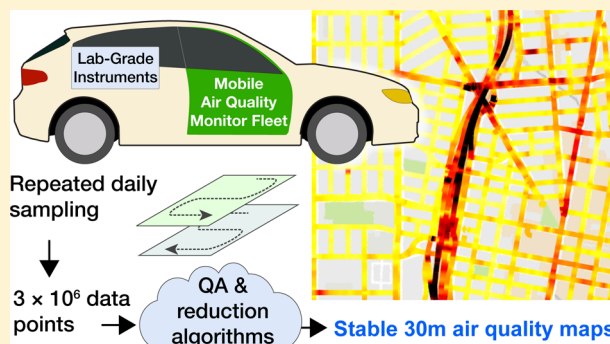 Lab-Grade
Instruments
Mobile
Air Quality
Monitor Fleet
Repeated daily
sampling
3 × 10⁶ data
points
QA &
reduction
algorithms
Stable 30m air quality maps